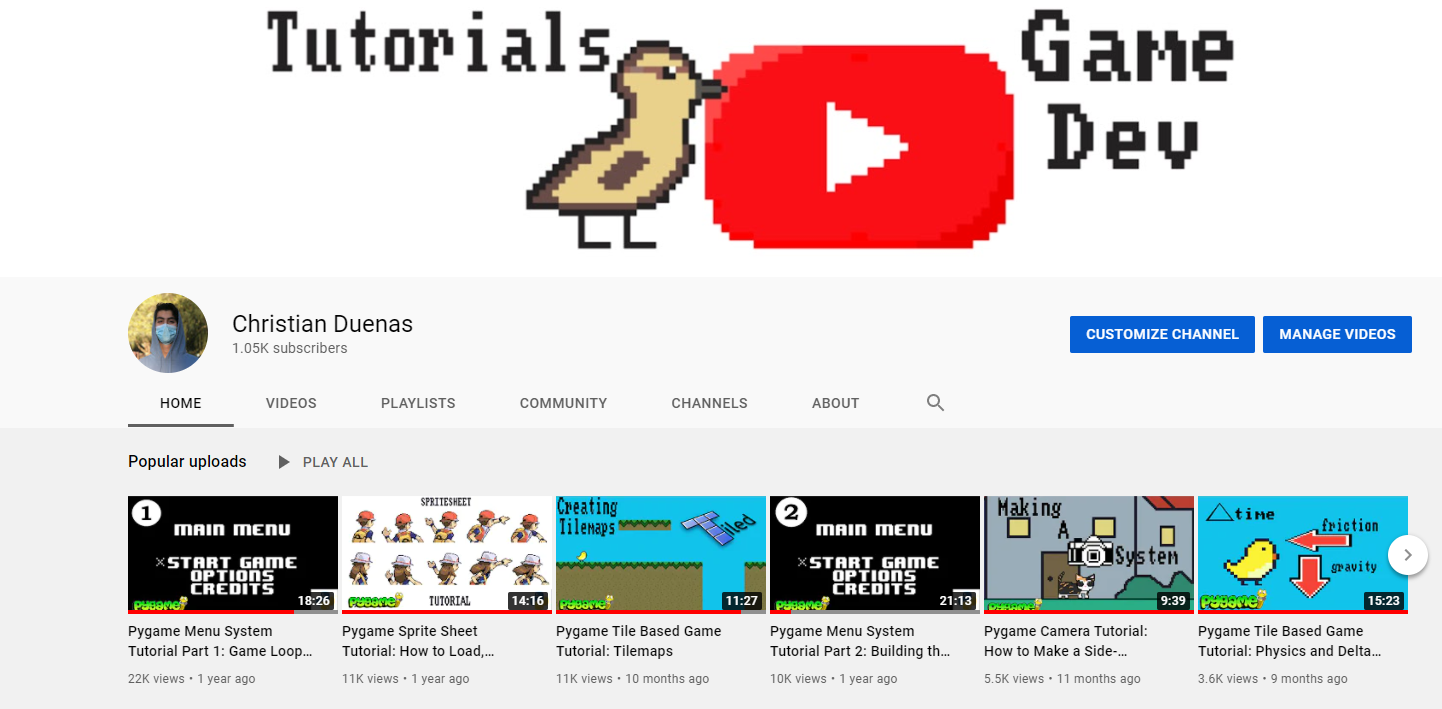 Tutorials
Game
Dev
Christian Duenas
1.05K subscribers
CUSTOMIZE CHANNEL
MANAGE VIDEOS
HOME
VIDEOS
PLAYLISTS
COMMUNITY
CHANNELS
ABOUT
Popular uploads
PLAY ALL
1
MAIN MENU
×START GAME
OPTIONS
CREDITS
pygame
18:26
Pygame Menu System
Tutorial Part 1: Game Loop...
22K views • 1 year ago
SPRITESHEET
pygame
TUTORIAL
14:16
Pygame Sprite Sheet
Tutorial: How to Load,...
11K views • 1 year ago
Creating
Tilemaps
Tiled
pygame
11:27
Pygame Tile Based Game
Tutorial: Tilemaps
11K views • 10 months ago
2
MAIN MENU
×START GAME
OPTIONS
CREDITS
pygame
21:13
Pygame Menu System
Tutorial Part 2: Building th...
10K views • 1 year ago
Making
A
System
pygame
9:39
Pygame Camera Tutorial:
How to Make a Side-...
5.5K views • 11 months ago
△time
friction
gravity
pygame
15:23
Pygame Tile Based Game
Tutorial: Physics and Delta...
3.6K views • 9 months ago